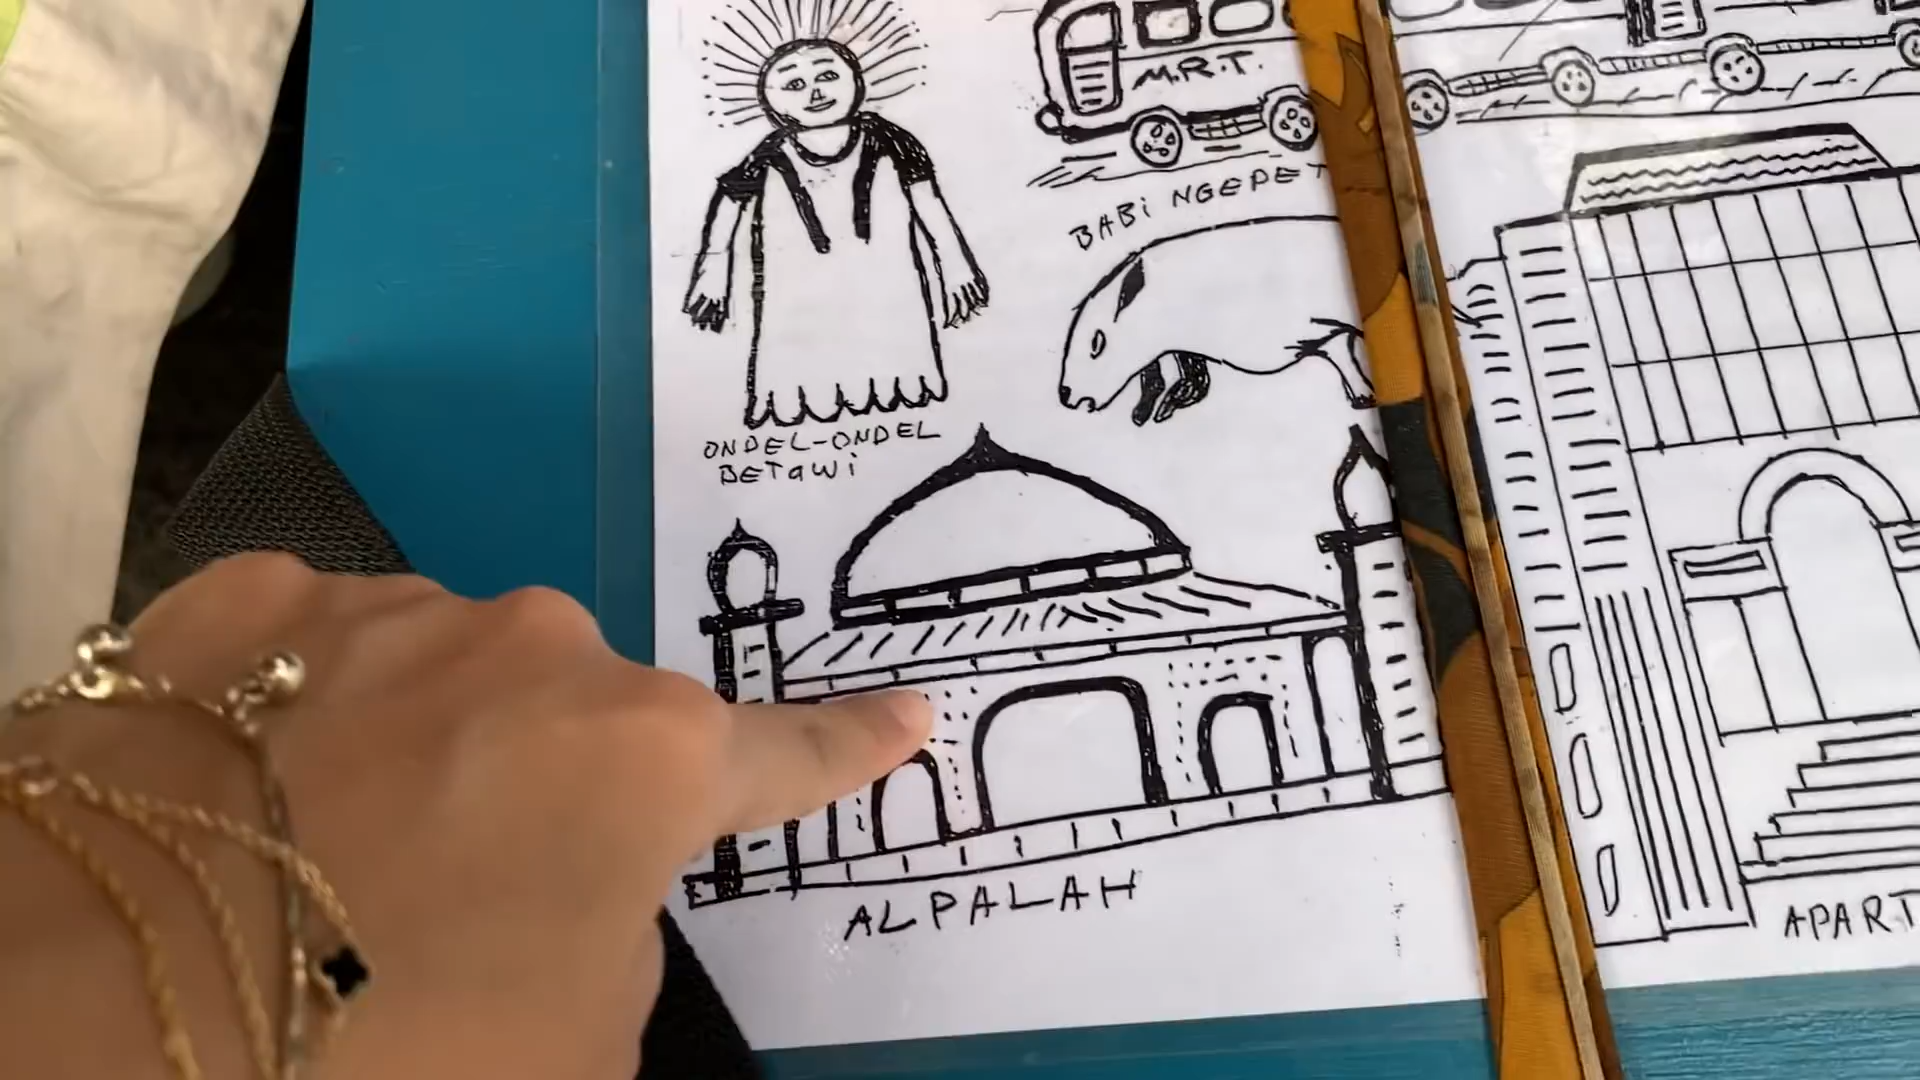 M.R.T.
BABi NGEPET
ONDEL-ONDEL
BETaWi
ALPALAH
APART